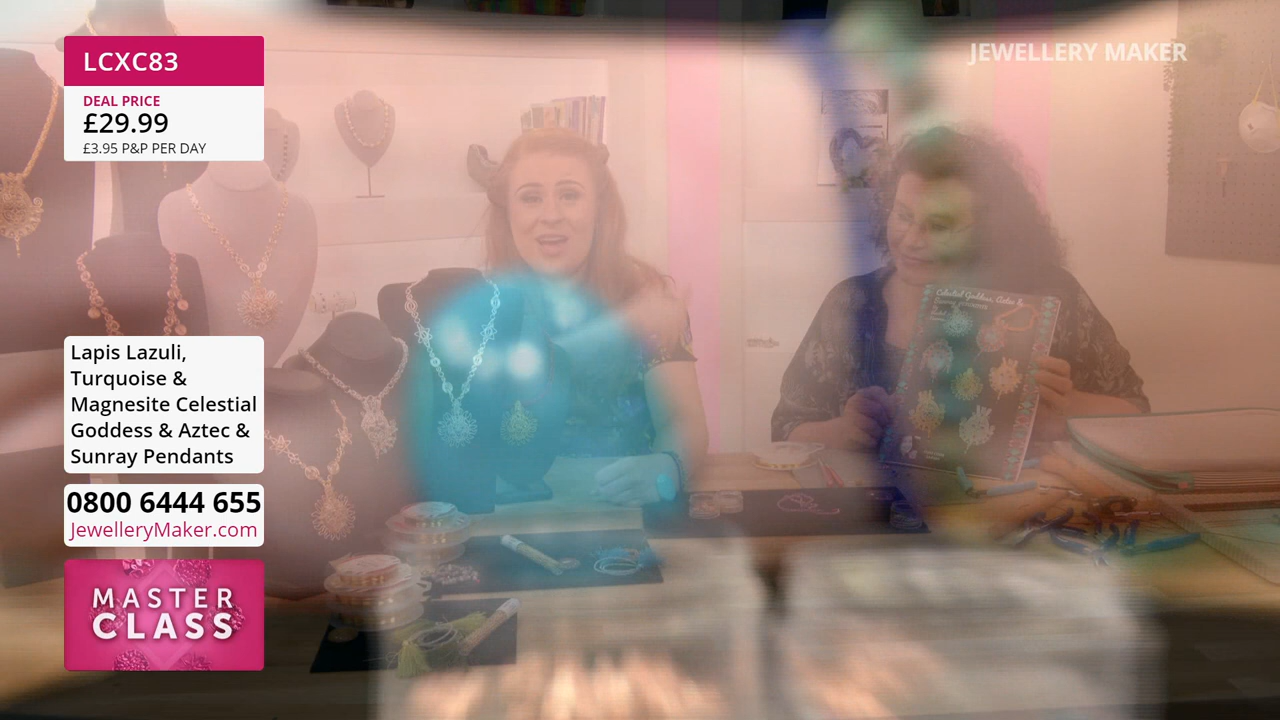 LCXC83
DEAL PRICE
£29.99
£3.95 P&P PER DAY
JEWELLERY MAKER
Lapis Lazuli,
Turquoise &
Magnesite Celestial
Goddess & Aztec &
Sunray Pendants
0800 6444 655
JewelleryMaker.com
MASTER
CLASS
Celestial Goddess, Aztec &